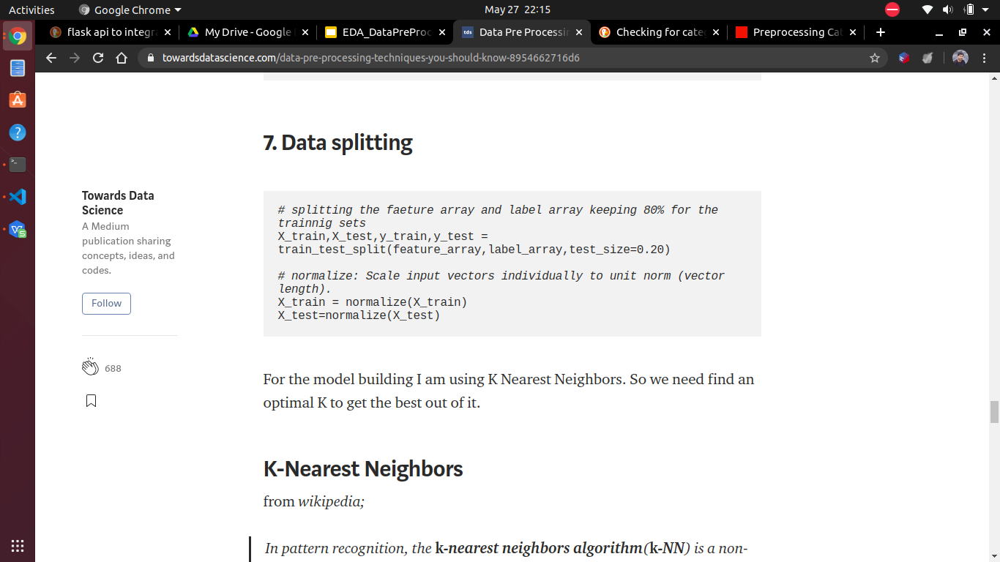 Activities
Google Chrome
May 27 22:15
flask api to integra
My Drive - Google
EDA_DataPrePro
Data Pre Processin
Checking for cate
Preprocessing Ca
towardsdatascience.com/data-pre-processing-techniques-you-should-know-8954662716d6
7. Data splitting
Towards Data
Science
A Medium
publication sharing
concepts, ideas, and
codes.
Follow
688
# splitting the faeture array and label array keeping 80% for the
trainnig sets
X_train,X_test,y_train,y_test =
train_test_split(feature_array,label_array,test_size=0.20)
# normalize: Scale input vectors individually to unit norm (vector
length).
X_train = normalize(X_train)
X_test=normalize(X_test)
For the model building I am using K Nearest Neighbors. So we need find an
optimal K to get the best out of it.
K-Nearest Neighbors
from wikipedia;
In pattern recognition, the k-nearest neighbors algorithm(k-NN) is a non-